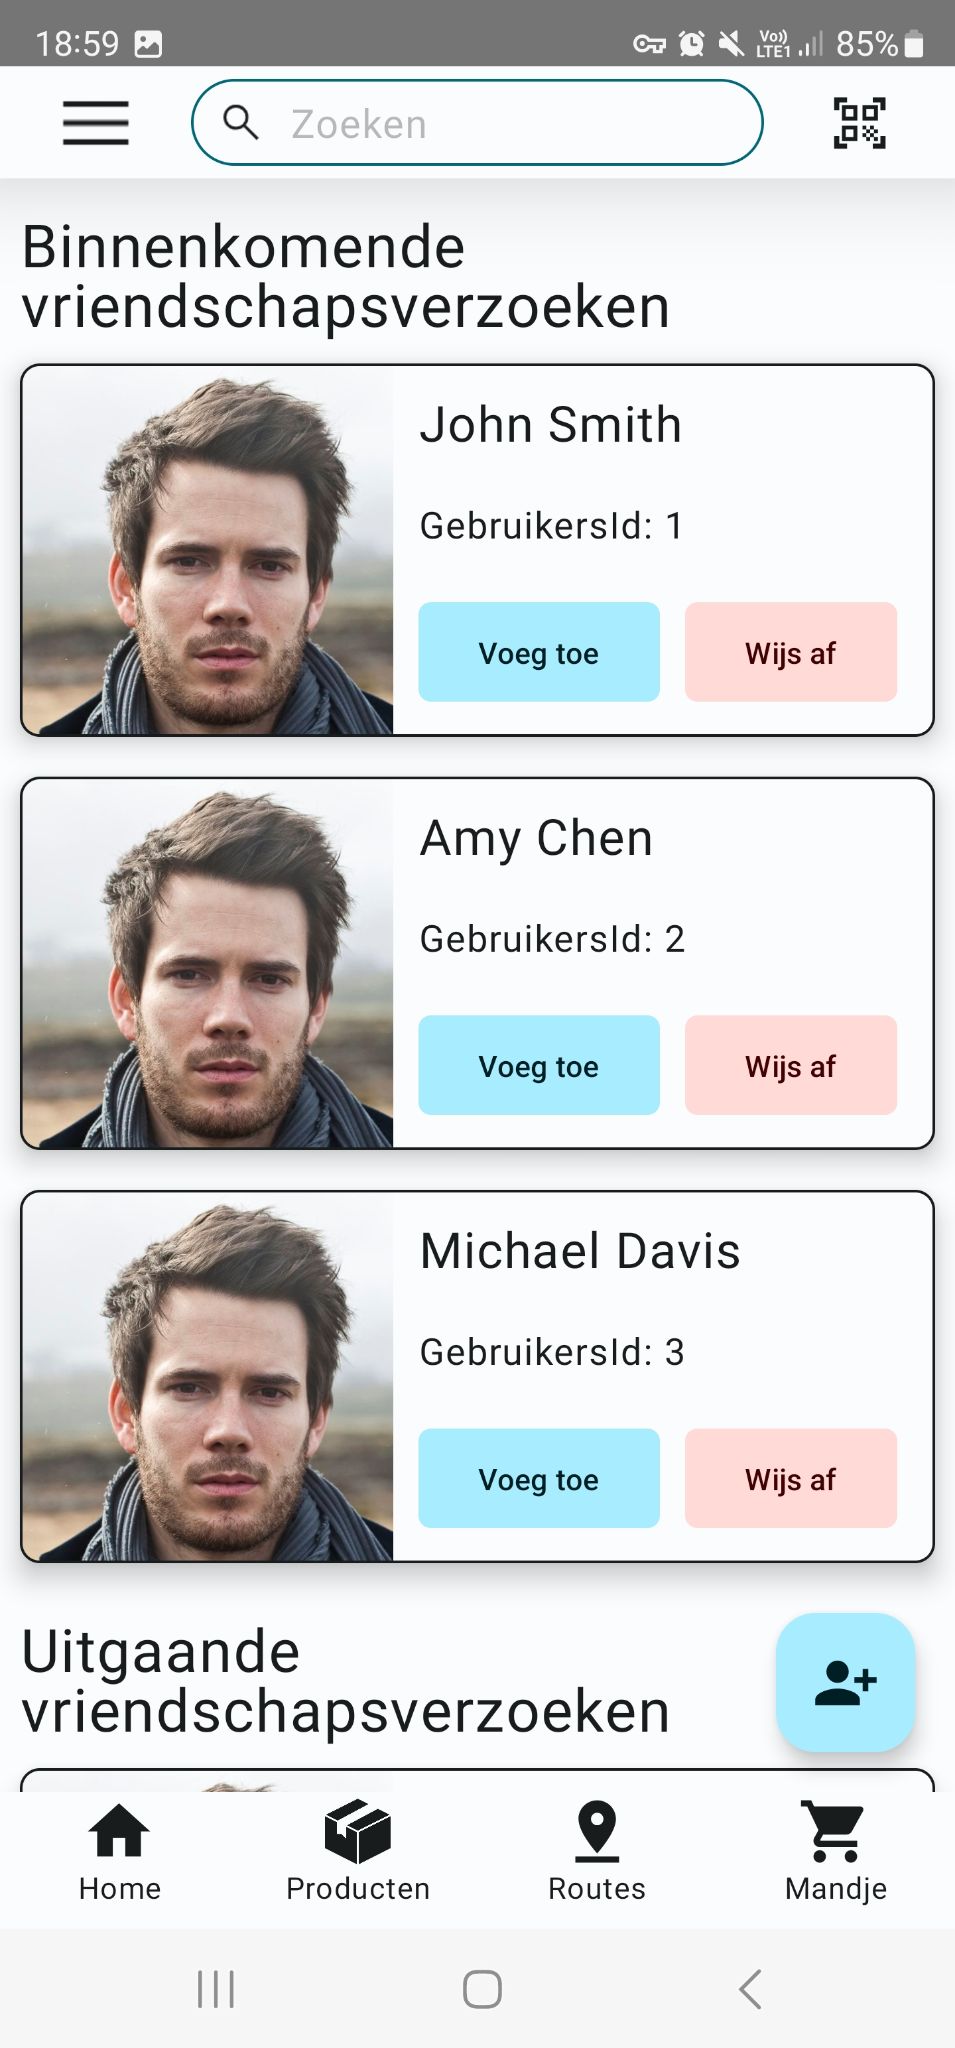 18:59 Vo)) LTE1 85%
Zoeken
Binnenkomende
vriendschapsverzoeken
John Smith
GebruikersId: 1
Voeg toe Wijs af
Amy Chen
GebruikersId: 2
Voeg toe Wijs af
Michael Davis
GebruikersId: 3
Voeg toe Wijs af
Uitgaande
vriendschapsverzoeken
Home Producten Routes Mandje